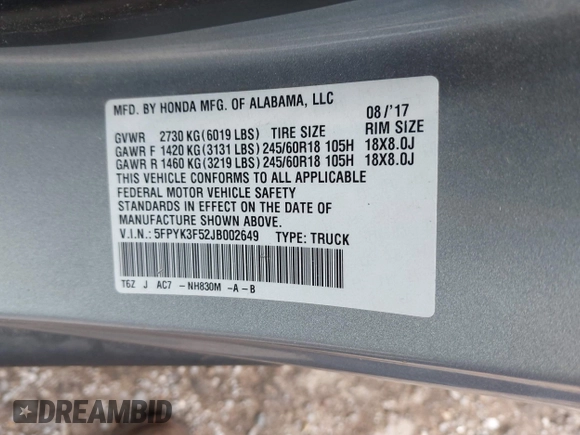 MFD. BY HONDA MFG. OF ALABAMA, LLC 08/'17
GVWR 2730 KG(6019 LBS) TIRE SIZE RIM SIZE
GAWR F 1420 KG(3131 LBS)245/60R18 105H 18X8.0J
GAWR R 1460 KG(3219 LBS)245/60R18 105H 18X8.0J
THIS VEHICLE CONFORMS TO ALL APPLICABLE
FEDERAL MOTOR VEHICLE SAFETY
STANDARDS IN EFFECT ON THE DATE OF
MANUFACTURE SHOWN ABOVE.
V.I.N.: 5FPYK3F52JB002649 TYPE: TRUCK
T6Z J AC7 -NH830M -A-B
DREAMBID